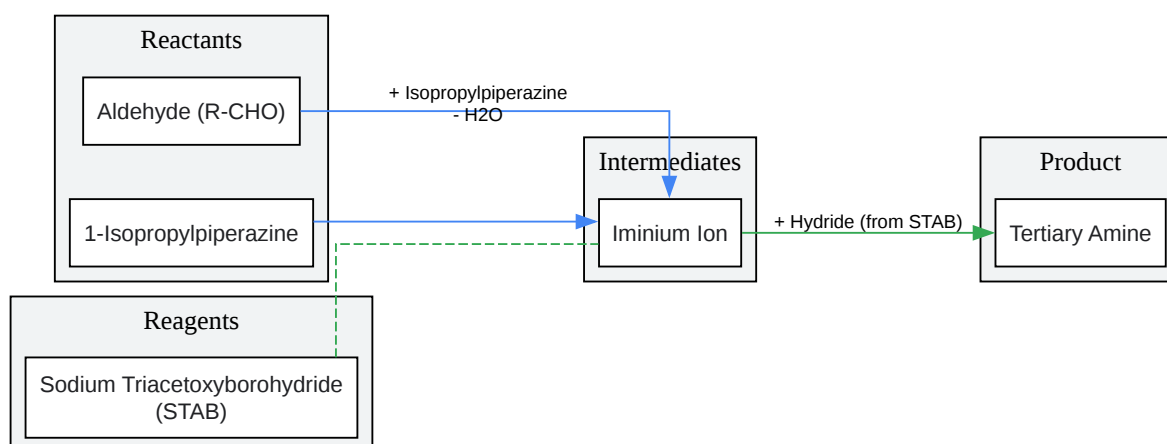 Reactants
Aldehyde (R-CHO)
+ Isopropylpiperazine
- H2O
1-Isopropylpiperazine
Intermediates
Iminium Ion
+ Hydride (from STAB)
Product
Tertiary Amine
Reagents
Sodium Triacetoxyborohydride
(STAB)